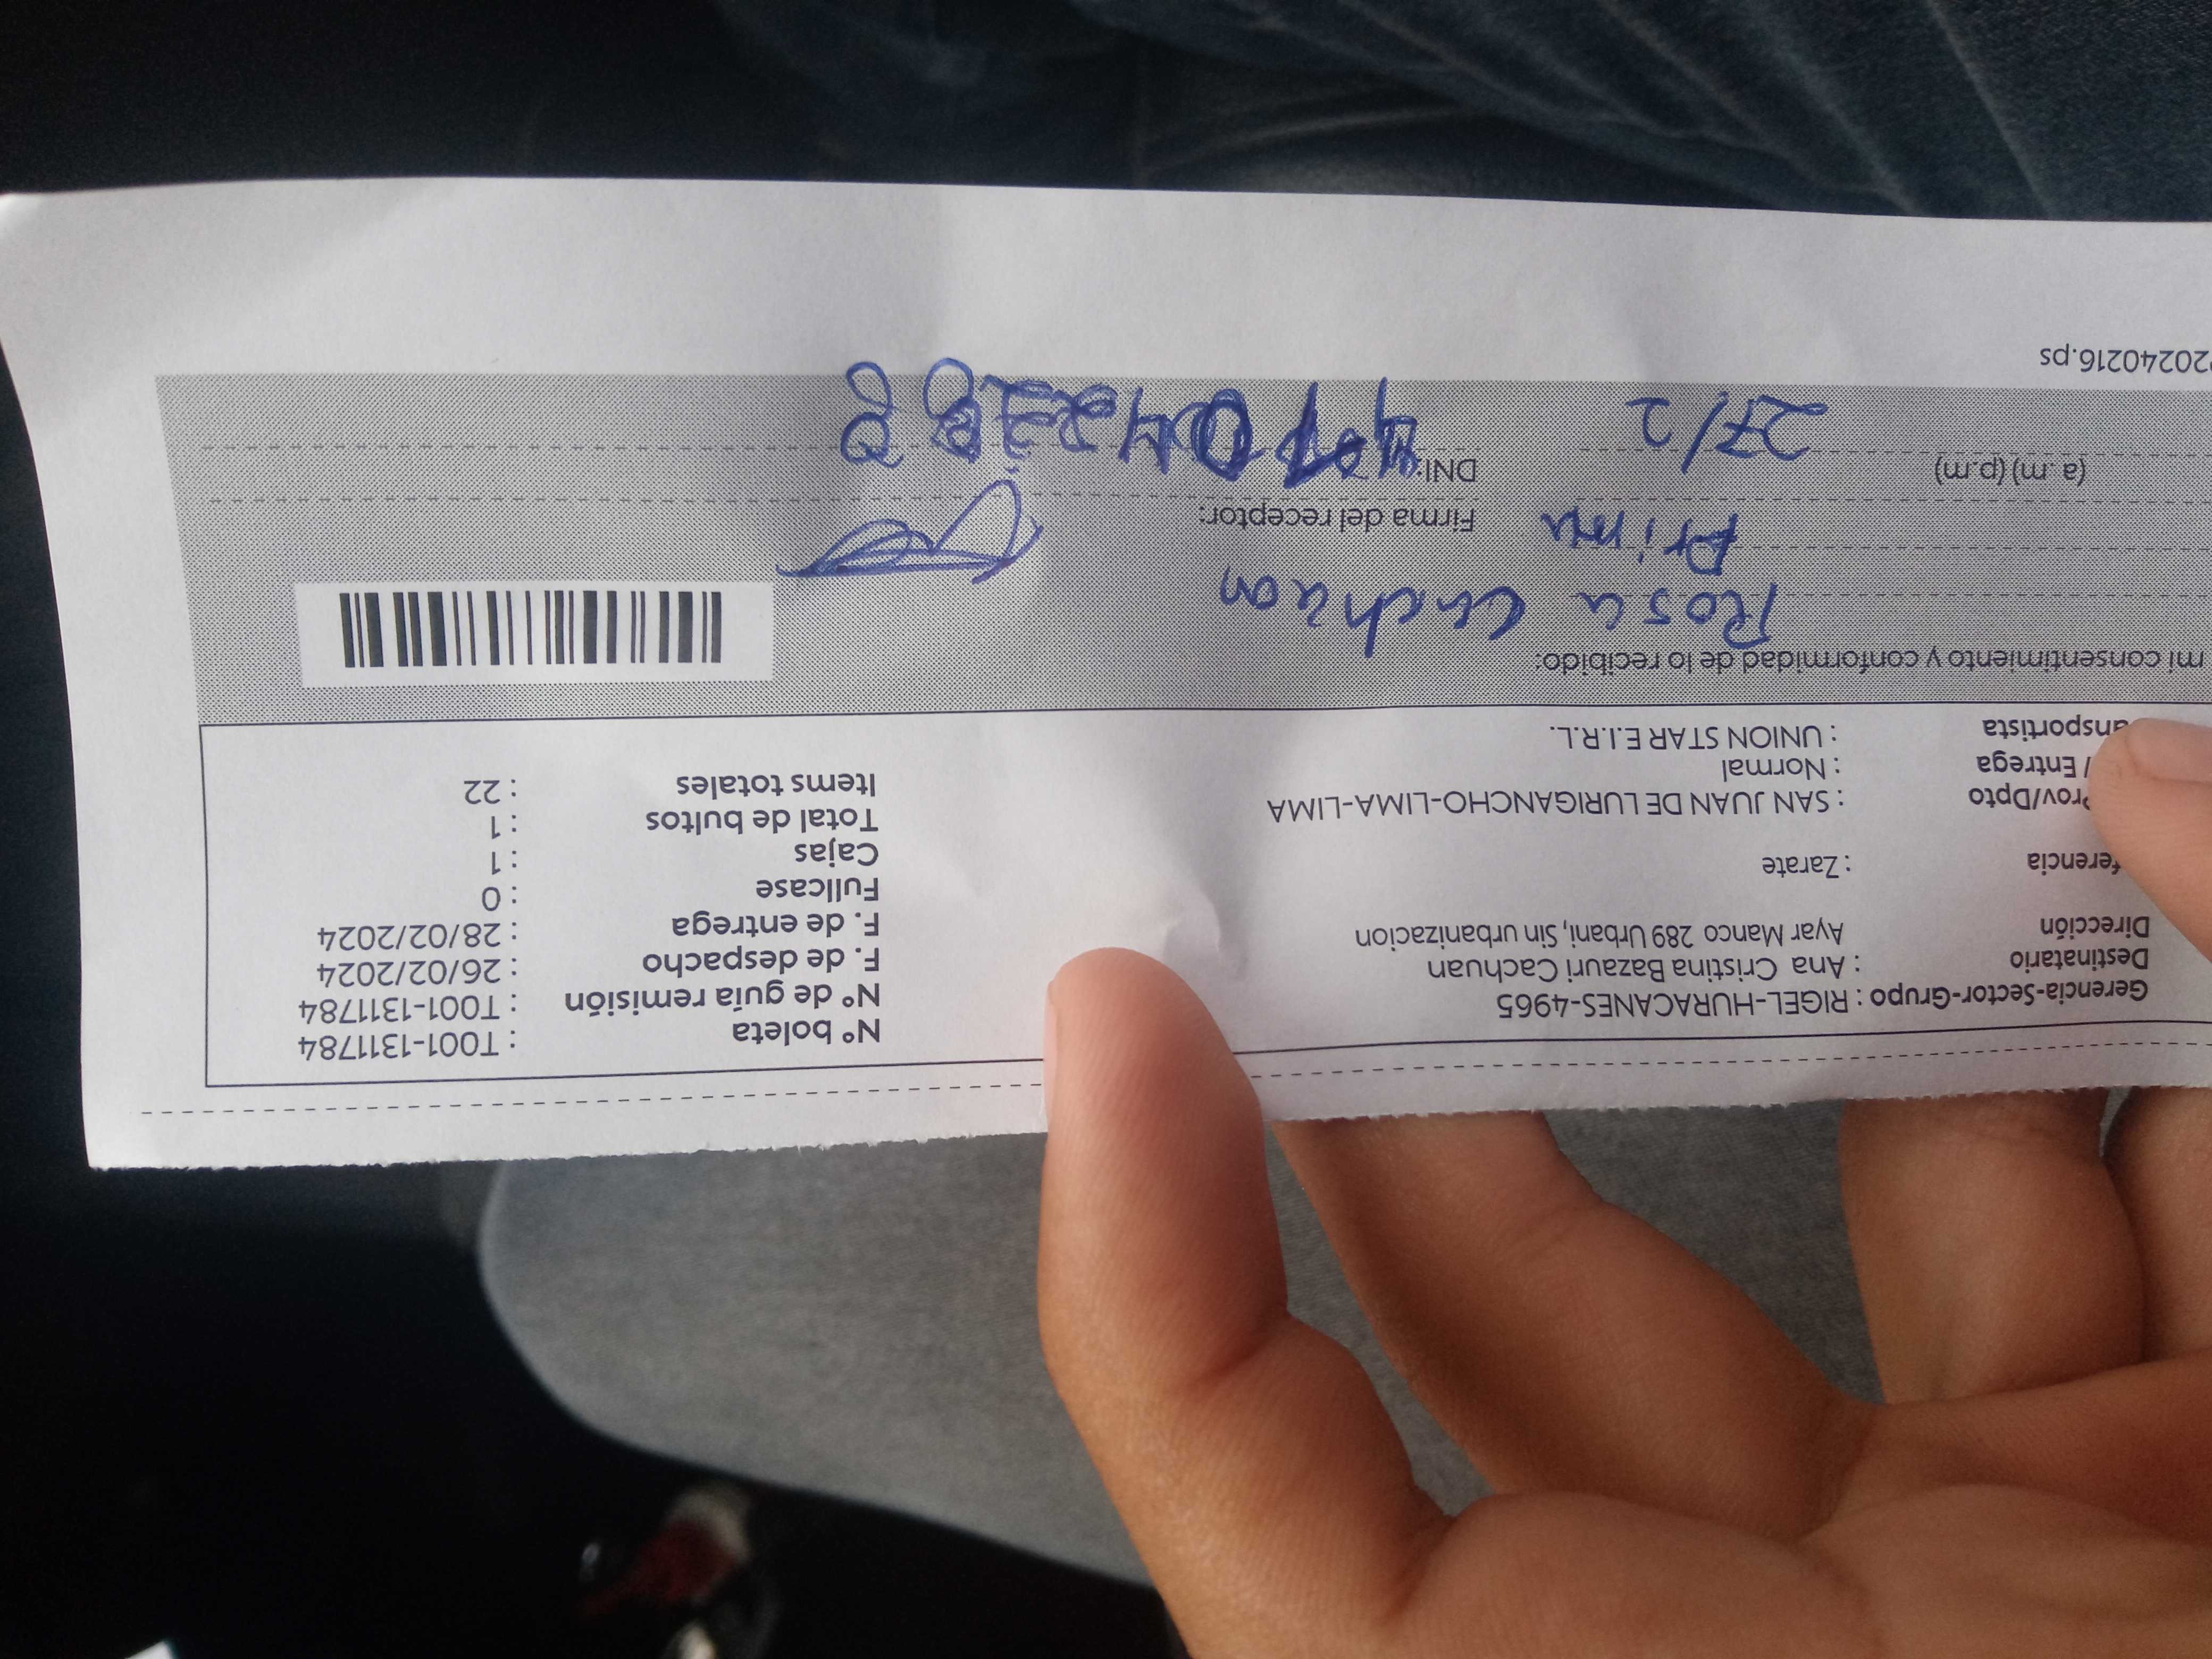 Gerencia-Sector-Grupo : RIGEL-HURACANES-4965
Destinatario : Ana Cristina Bazauri Cachuan
Dirección Ayar Manco 289 Urbani, Sin urbanizacion
ferencia : Zarate
Prov/Dpto : SAN JUAN DE LURIGANCHO-LIMA-LIMA
/ Entrega : Normal
ansportista : UNION STAR E.I.R.L.
N° boleta : T001-1311784
N° de guía remisión : T001-1311784
F. de despacho : 26/02/2024
F. de entrega : 28/02/2024
Fullcase : 0
Cajas : 1
Total de bultos : 1
Items totales : 22
mi consentimiento y conformidad de lo recibido:
Rosa
Prima
Firma del receptor:
(a.m) (p.m) 27/2
DNI:
20240216.ps